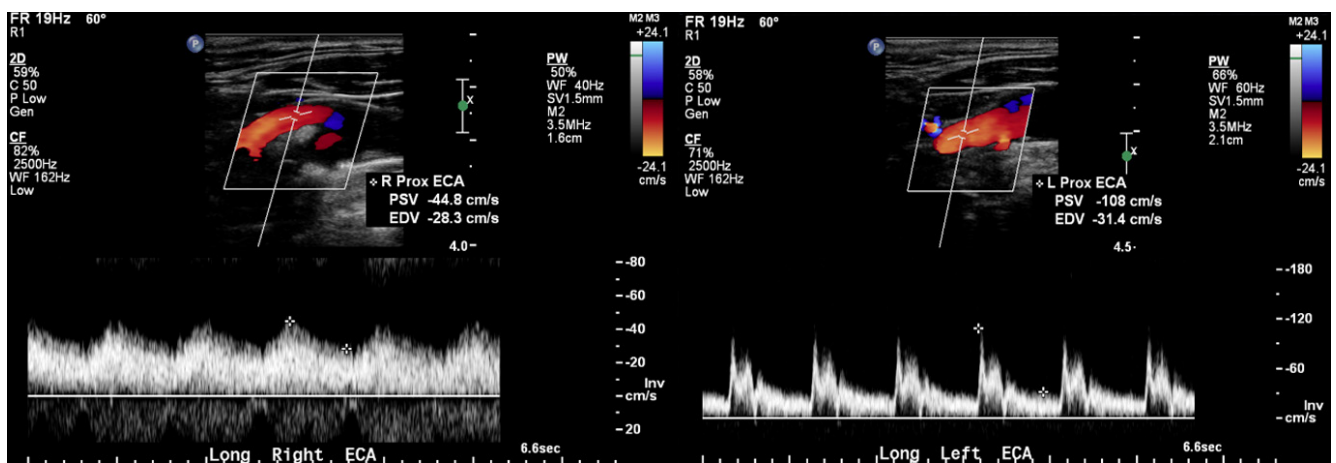 FR 19Hz 60°
R1
2D
59%
C 50
P Low
Gen
CF
82%
2500Hz
WF 162Hz
Low
P
PW
50%
WF 40Hz
SV1.5mm
M2
3.5MHz
1.6cm
M2 M3
+24.1
-24.1
cm/s
X
R Prox ECA
PSV -44.8 cm/s
EDV -28.3 cm/s
4.0
-80
-60
-40
-20
Inv
cm/s
20
6.6sec
Long Right ECA
FR 19Hz 60°
R1
2D
58%
C 50
P Low
Gen
CF
71%
2500Hz
WF 162Hz
Low
P
PW
66%
WF 60Hz
SV1.5mm
M2
3.5MHz
2.1cm
M2 M3
+24.1
-24.1
cm/s
X
L Prox ECA
PSV -108 cm/s
EDV -31.4 cm/s
4.5
-180
-120
-60
Inv
cm/s
6.6sec
Long Left ECA